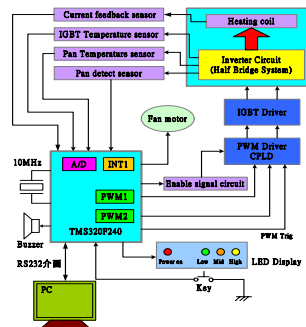 Current feedback sensor
Heating coil
IGBT Temperature sensor
Pan Temperature sensor
Inverter Circuit
(Half Bridge System)
Pan detect sensor
IGBT Driver
Fan motor
10MHz
A/D
INT1
PWM Driver
CPLD
Enable signal circuit
PWM1
PWM2
TMS320F240
PWM Trig
Buzzer
RS232介面
Power on
Low
Mid
High
LED Display
PC
Key